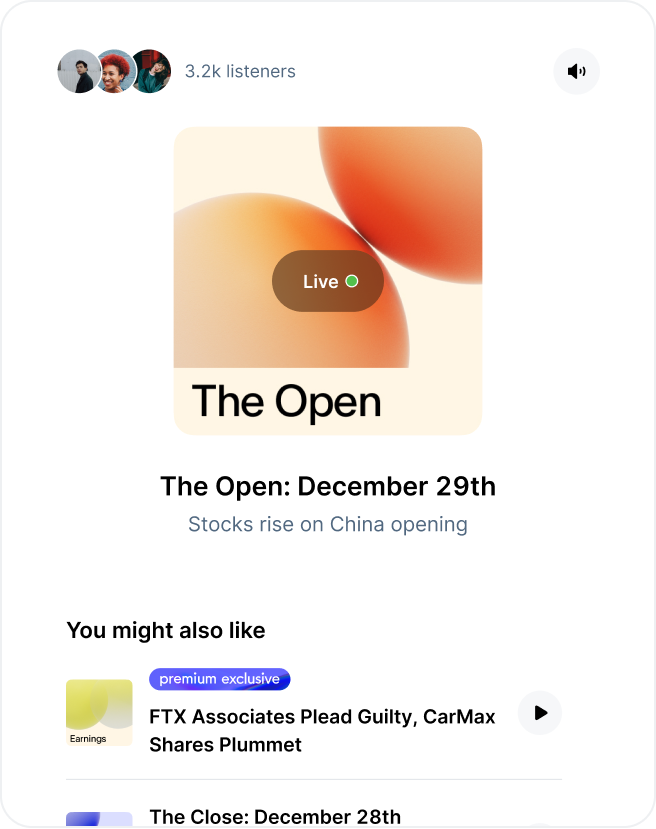 3.2k listeners
Live
The Open
The Open: December 29th
Stocks rise on China opening
You might also like
premium exclusive
FTX Associates Plead Guilty, CarMax
Shares Plummet
Earnings
The Close: December 28th